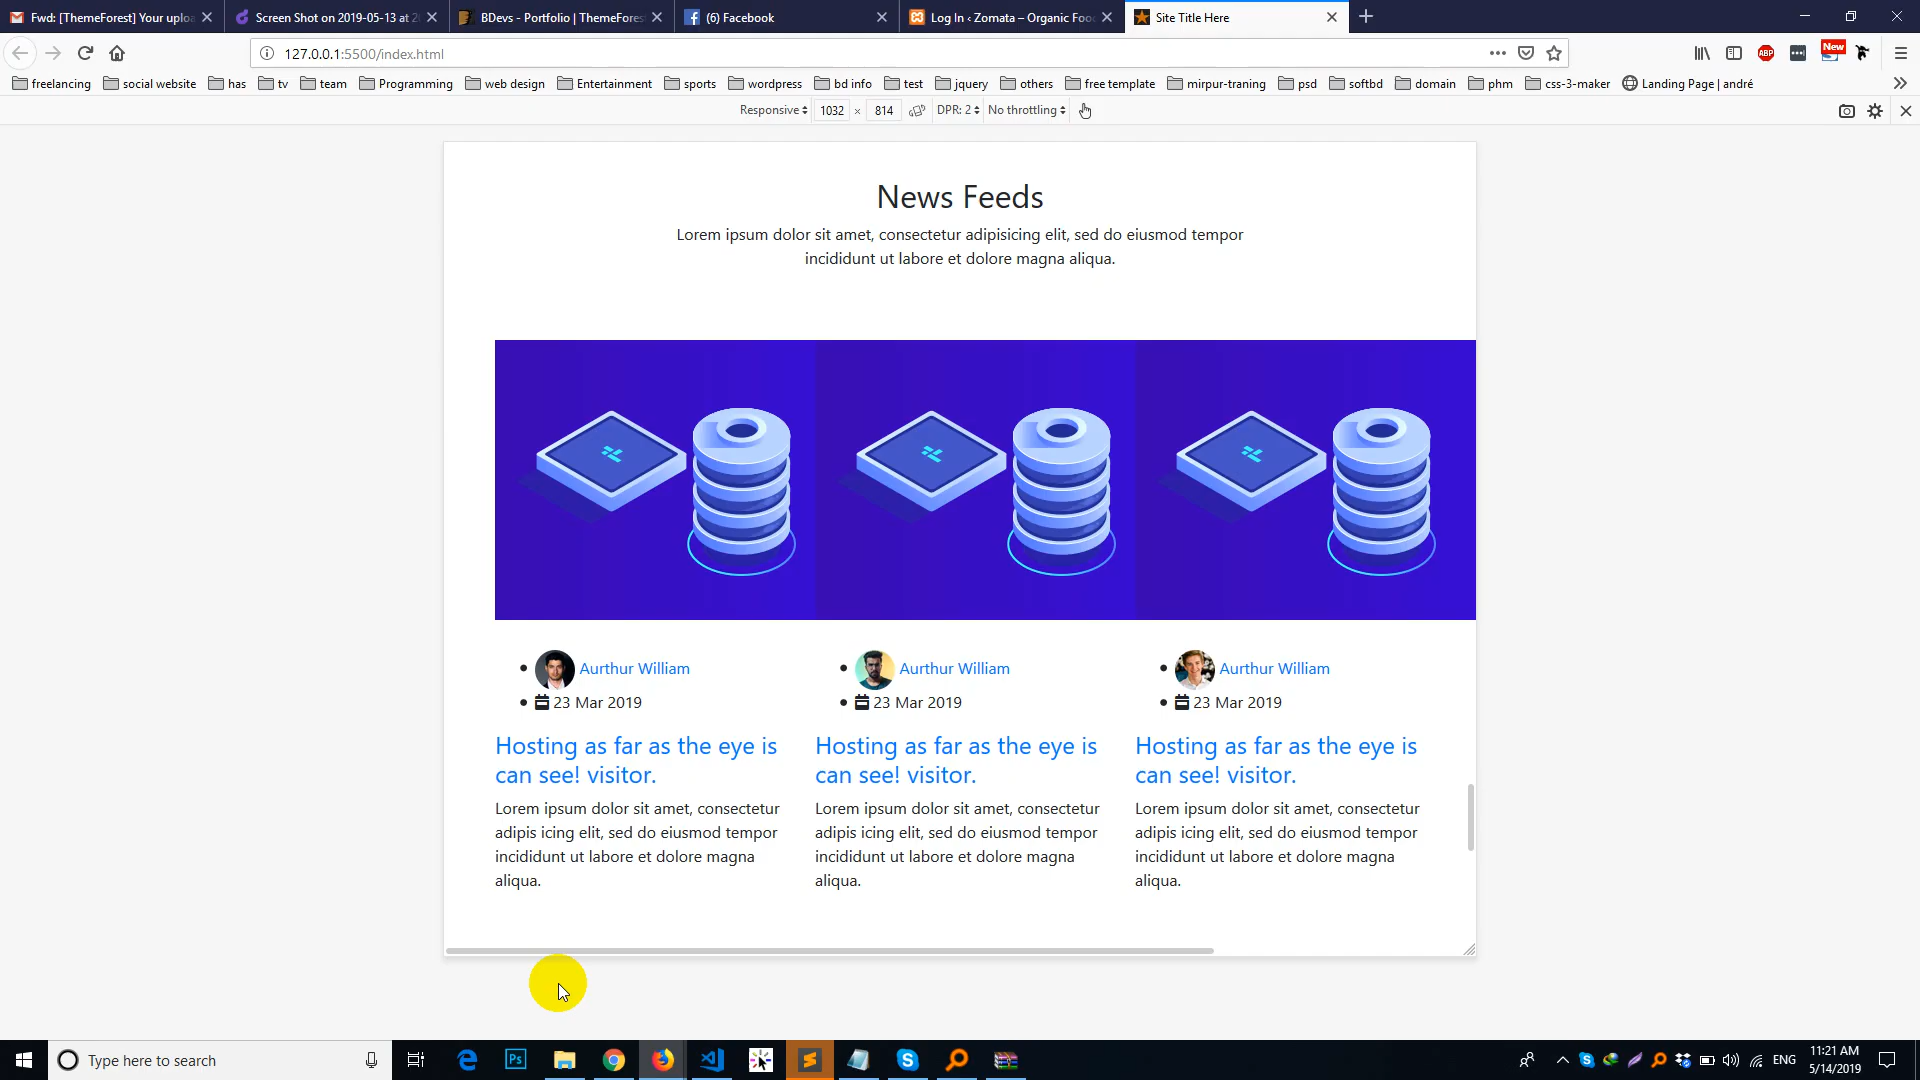 Fwd: [ThemeForest] Your uploa
Screen Shot on 2019-05-13 at 2
BDevs - Portfolio | ThemeFores
(6) Facebook
Log In ‹ Zomata – Organic Foo
Site Title Here
127.0.0.1:5500/index.html
ABP
New
freelancing
social website
has
tv
team
Programming
web design
Entertainment
sports
wordpress
bd info
test
jquery
others
free template
mirpur-traning
psd
softbd
domain
phm
css-3-maker
Landing Page | andré
Responsive
1032 × 814
DPR: 2
No throttling
News Feeds
Lorem ipsum dolor sit amet, consectetur adipisicing elit, sed do eiusmod tempor
incididunt ut labore et dolore magna aliqua.
Aurthur William
23 Mar 2019
Hosting as far as the eye is
can see! visitor.
Lorem ipsum dolor sit amet, consectetur
adipis icing elit, sed do eiusmod tempor
incididunt ut labore et dolore magna
aliqua.
Aurthur William
23 Mar 2019
Hosting as far as the eye is
can see! visitor.
Lorem ipsum dolor sit amet, consectetur
adipis icing elit, sed do eiusmod tempor
incididunt ut labore et dolore magna
aliqua.
Aurthur William
23 Mar 2019
Hosting as far as the eye is
can see! visitor.
Lorem ipsum dolor sit amet, consectetur
adipis icing elit, sed do eiusmod tempor
incididunt ut labore et dolore magna
aliqua.
Type here to search
Ps
ENG
11:21 AM
5/14/2019